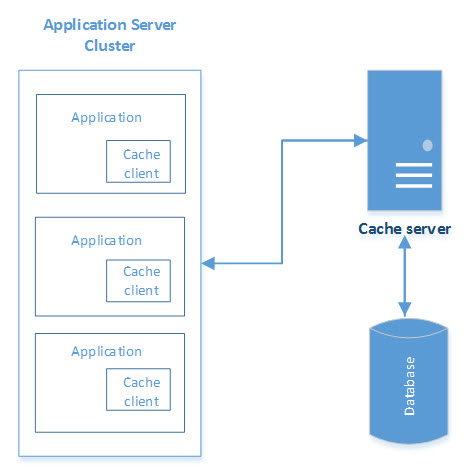 Application Server
Cluster
Application
Cache
client
Application
Cache
client
Application
Cache
client
Cache server
Database